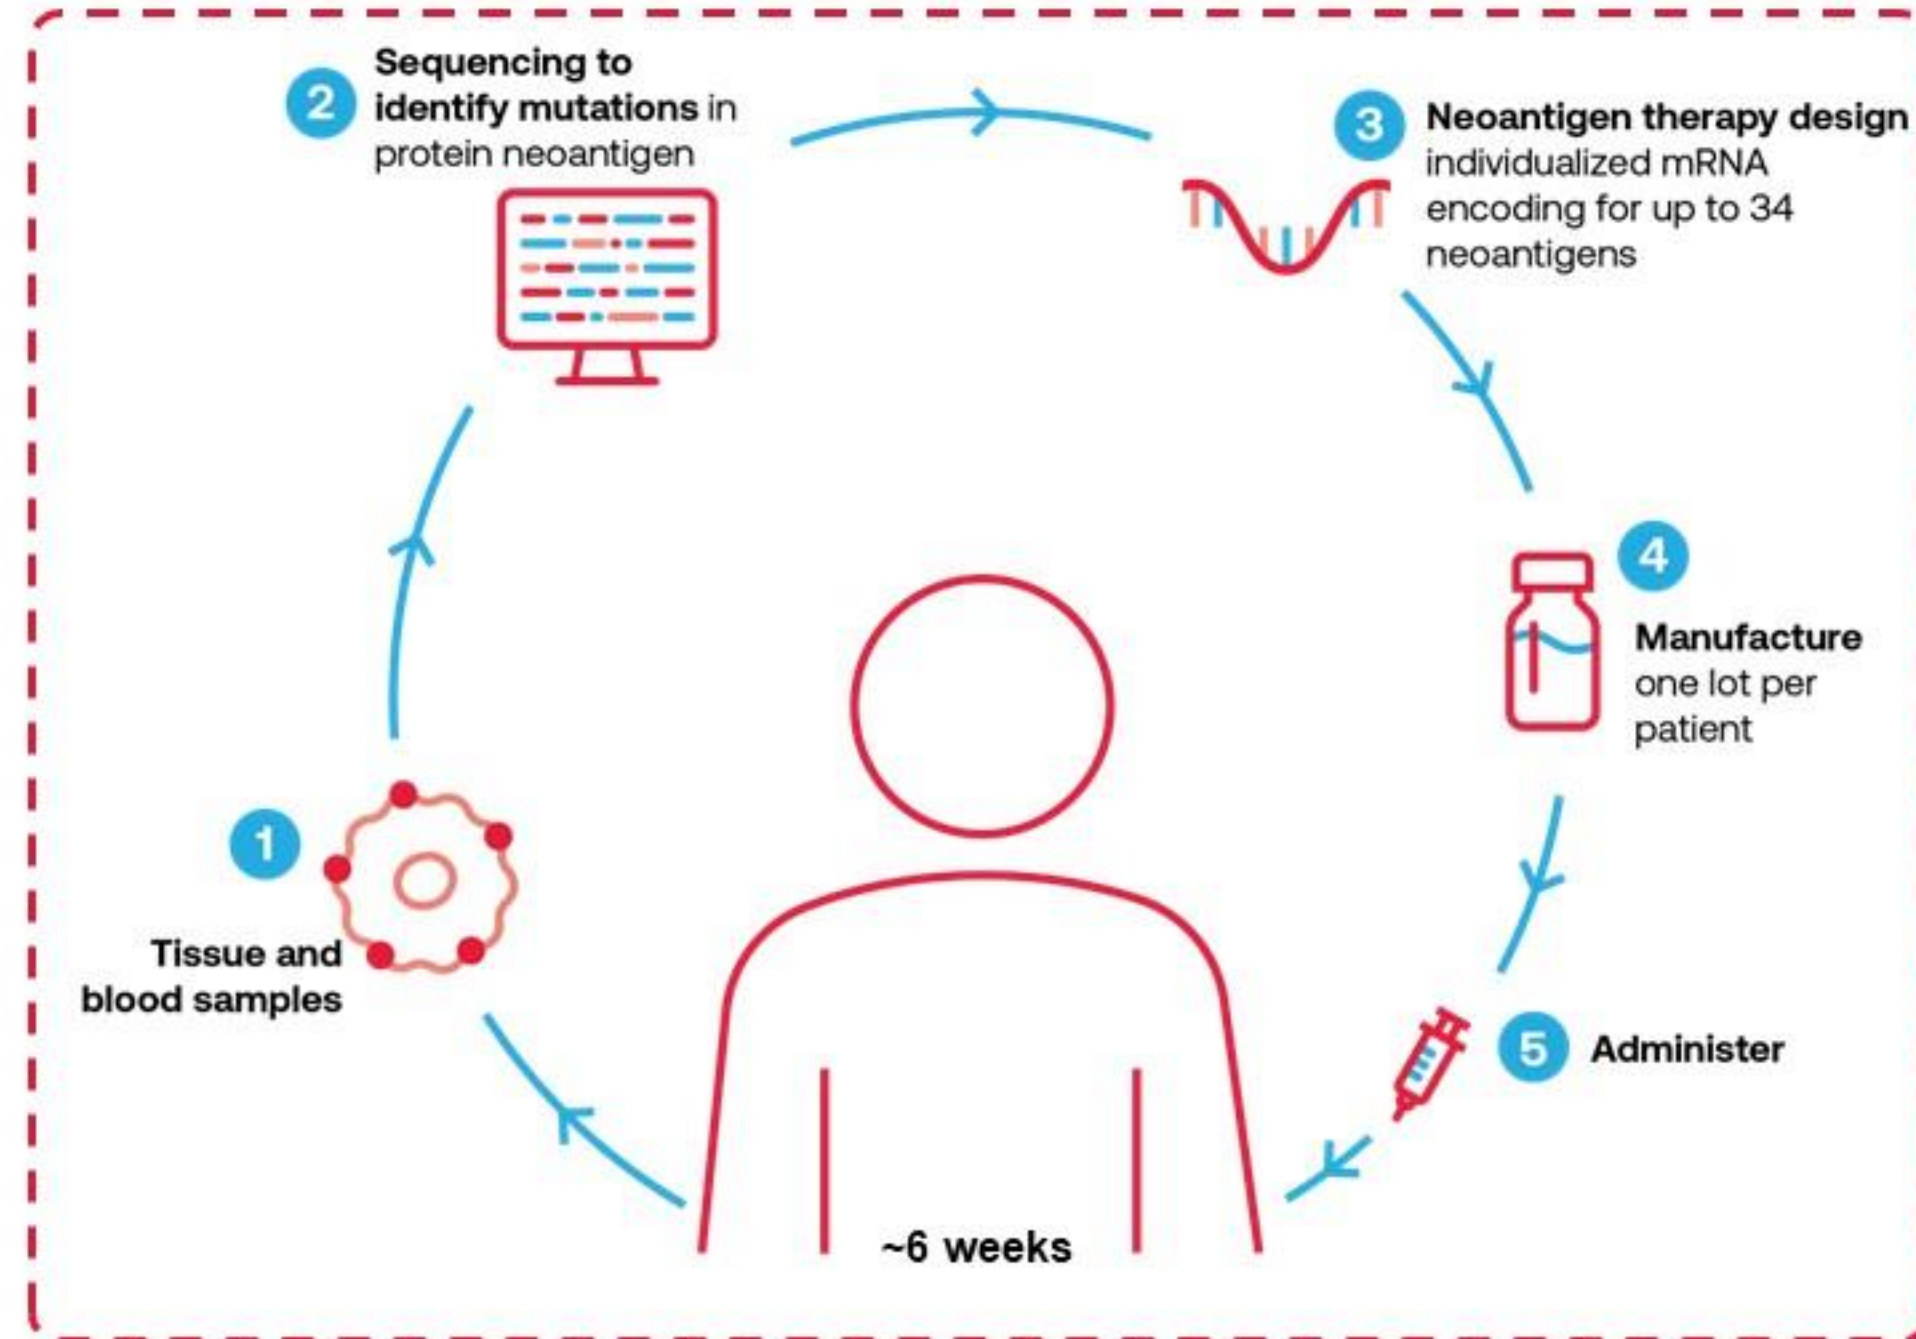 1
Tissue and
blood samples
2
Sequencing to
identify mutations in
protein neoantigen
3
Neoantigen therapy design
individualized mRNA
encoding for up to 34
neoantigens
4
Manufacture
one lot per
patient
5
Administer
~6 weeks